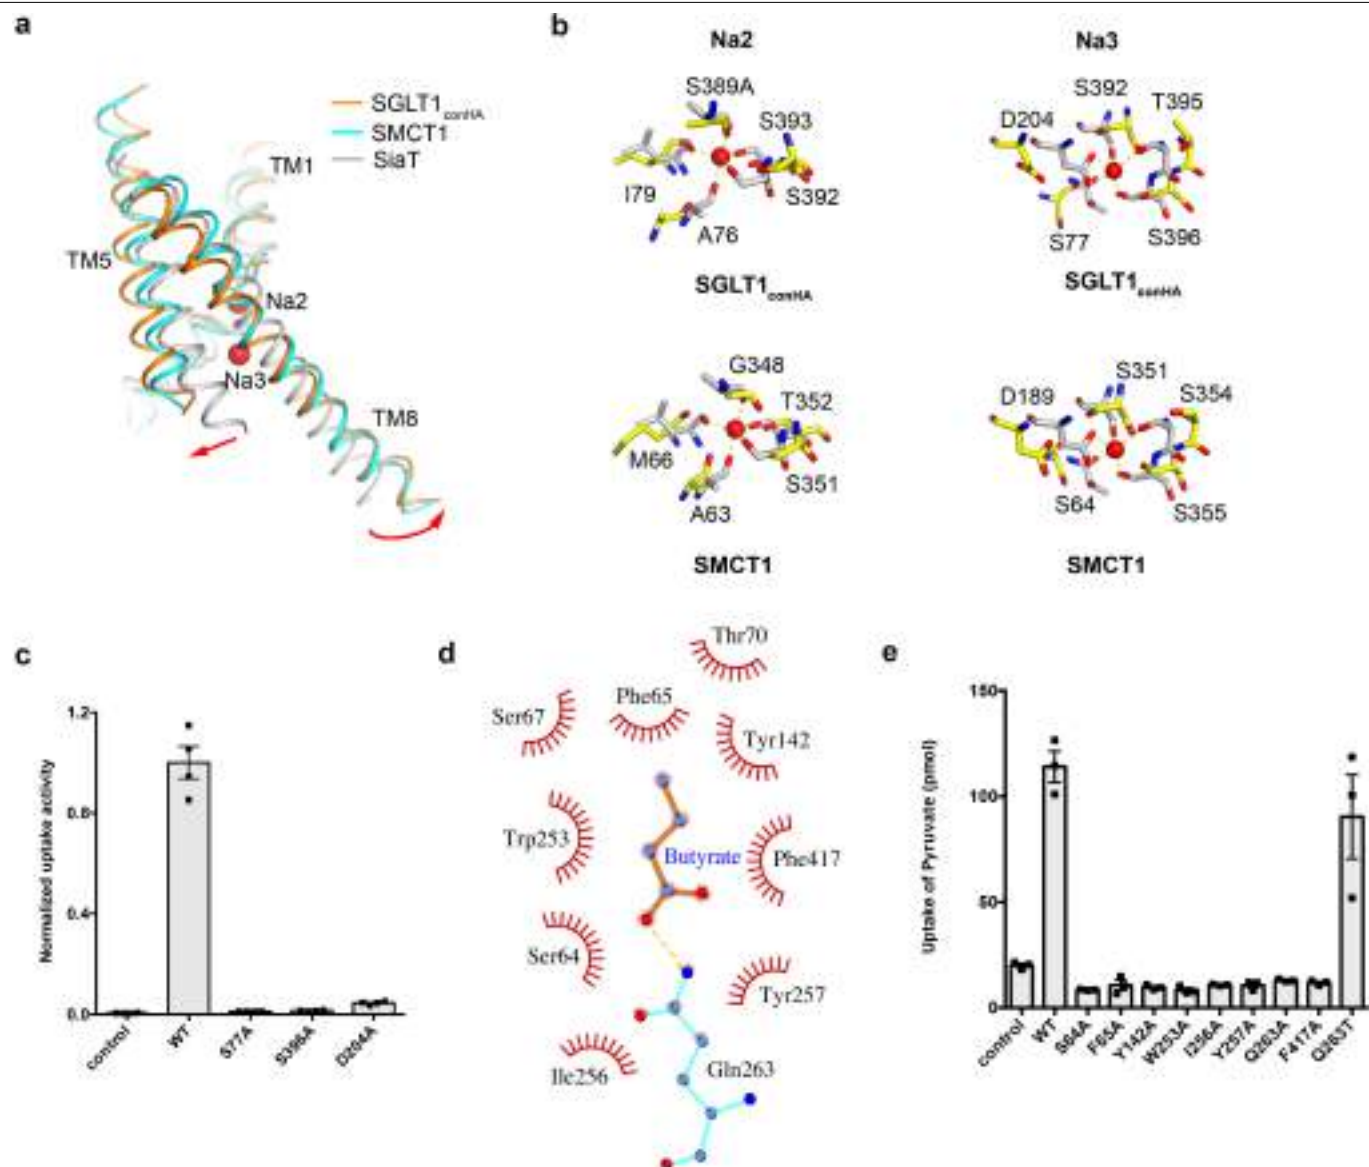 a
SGLT1conHA
SMCT1
SiaT
TM1
TM5
Na2
Na3
TM8
b
Na2
Na3
S389A
S393
I79
S392
A76
SGLT1conHA
S392
T395
D204
S77
S396
SGLT1conHA
G348
T352
M66
S351
A63
SMCT1
S351
D189
S354
S64
S355
SMCT1
c
Normalized uptake activity
1.2
0.8
0.4
0.0
control
WT
S77A
S396A
D204A
d
Thr70
Phe65
Ser67
Tyr142
Trp253
Butyrate
Phe417
Ser64
Tyr257
Ile256
Gln263
e
Uptake of Pyruvate (pmol)
150
100
50
0
control
WT
S64A
F65A
Y142A
W253A
I256A
Y257A
Q263A
F417A
Q263T